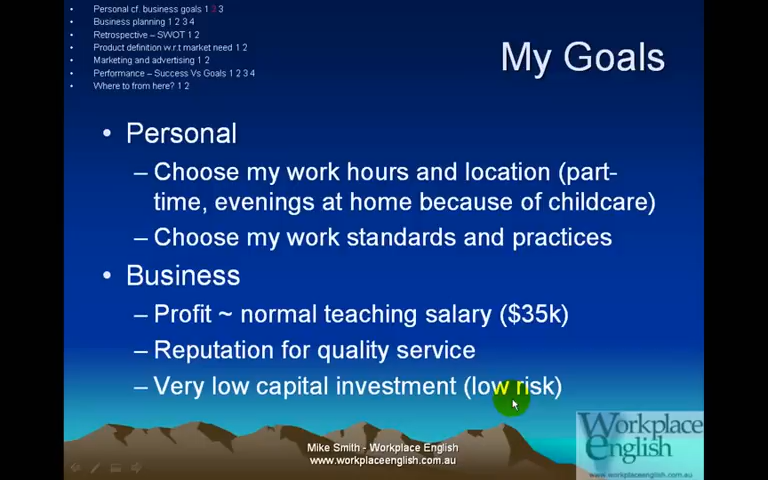 • Personal cf. business goals 1 2 3
• Business planning 1 2 3 4
• Retrospective – SWOT 1 2
• Product definition w.r.t market need 1 2
• Marketing and advertising 1 2
• Performance – Success Vs Goals 1 2 3 4
• Where to from here? 1 2
My Goals
• Personal
– Choose my work hours and location (part-
time, evenings at home because of childcare)
– Choose my work standards and practices
• Business
– Profit ~ normal teaching salary ($35k)
– Reputation for quality service
– Very low capital investment (low risk)
Mike Smith - Workplace English
www.workplaceenglish.com.au
Workplace
English
www.workplaceenglish.com.au